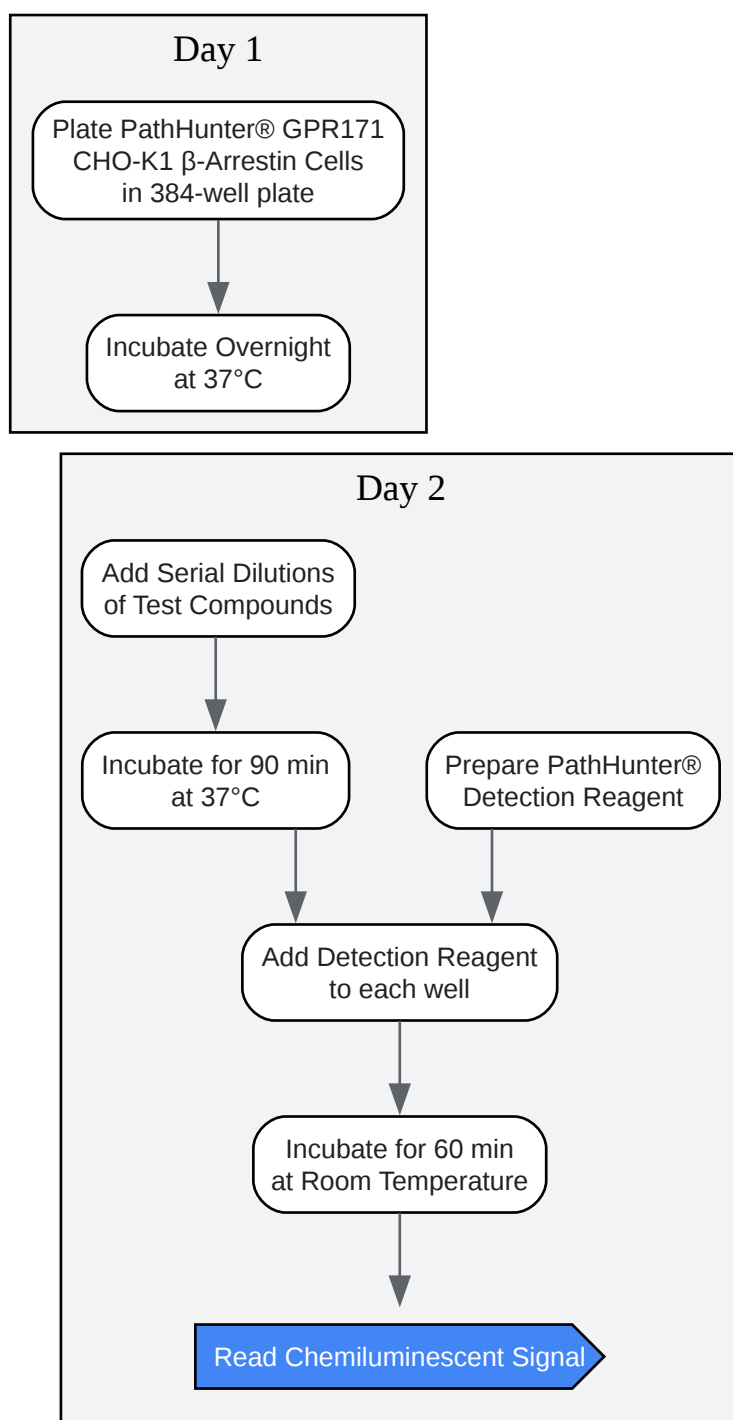 Day 1
Plate PathHunter® GPR171
CHO-K1 β-Arrestin Cells
in 384-well plate
Incubate Overnight
at 37°C
Day 2
Add Serial Dilutions
of Test Compounds
Incubate for 90 min
at 37°C
Prepare PathHunter®
Detection Reagent
Add Detection Reagent
to each well
Incubate for 60 min
at Room Temperature
Read Chemiluminescent Signal